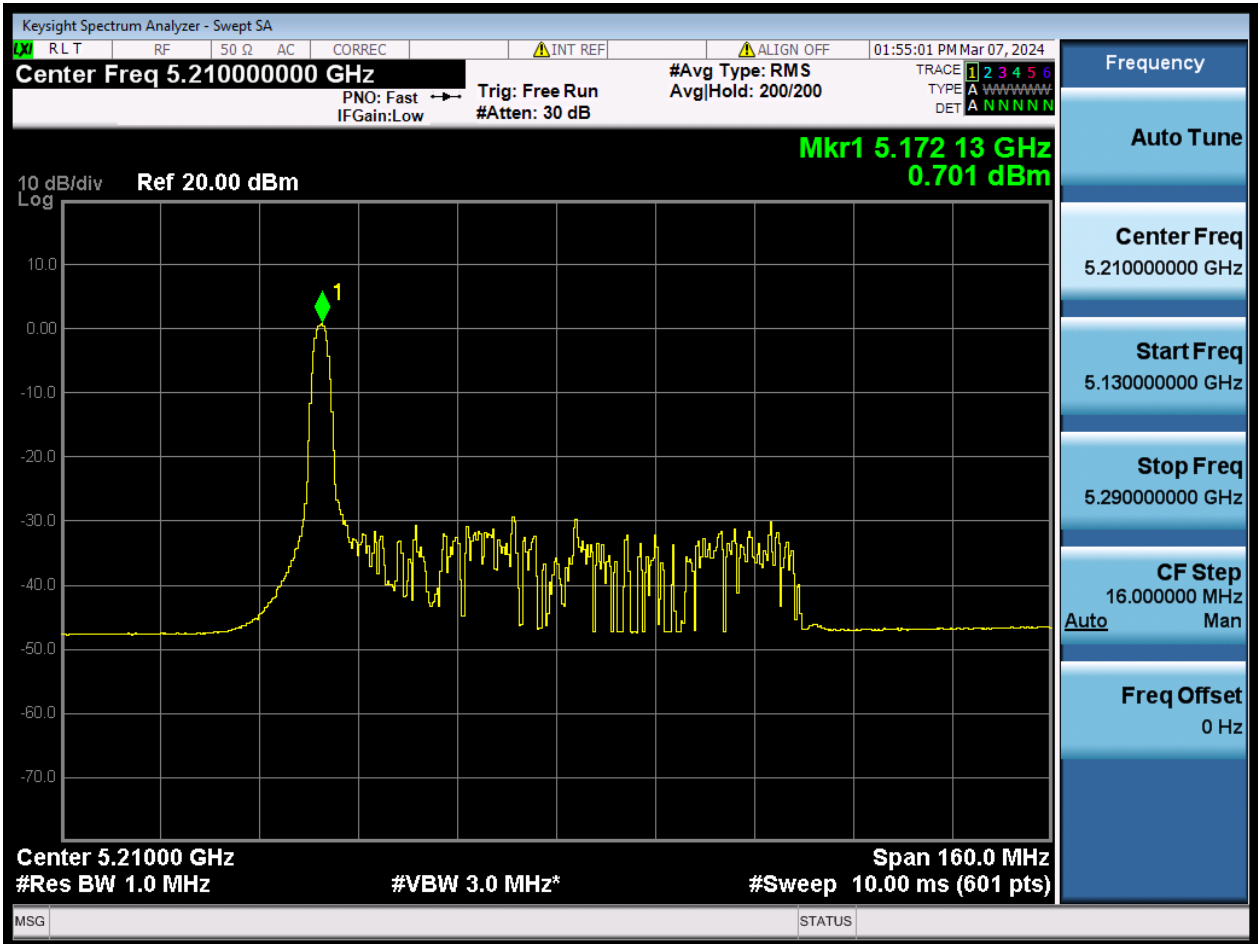 Keysight Spectrum Analyzer - Swept SA
LXI RLT RF 50 Ω AC CORREC ⚠INT REF ⚠ALIGN OFF 01:55:01 PM Mar 07, 2024
Center Freq 5.210000000 GHz
PNO: Fast
IFGain:Low
Trig: Free Run
#Atten: 30 dB
#Avg Type: RMS
Avg|Hold: 200/200
TRACE 1 2 3 4 5 6
TYPE A WWWWW
DET A N N N N N
Mkr1 5.172 13 GHz
0.701 dBm
10 dB/div Ref 20.00 dBm
Log
10.0
1
0.00
-10.0
-20.0
-30.0
-40.0
-50.0
-60.0
-70.0
Center 5.21000 GHz Span 160.0 MHz
#Res BW 1.0 MHz #VBW 3.0 MHz* #Sweep 10.00 ms (601 pts)
MSG STATUS
Frequency
Auto Tune
Center Freq
5.210000000 GHz
Start Freq
5.130000000 GHz
Stop Freq
5.290000000 GHz
CF Step
16.000000 MHz
Auto Man
Freq Offset
0 Hz